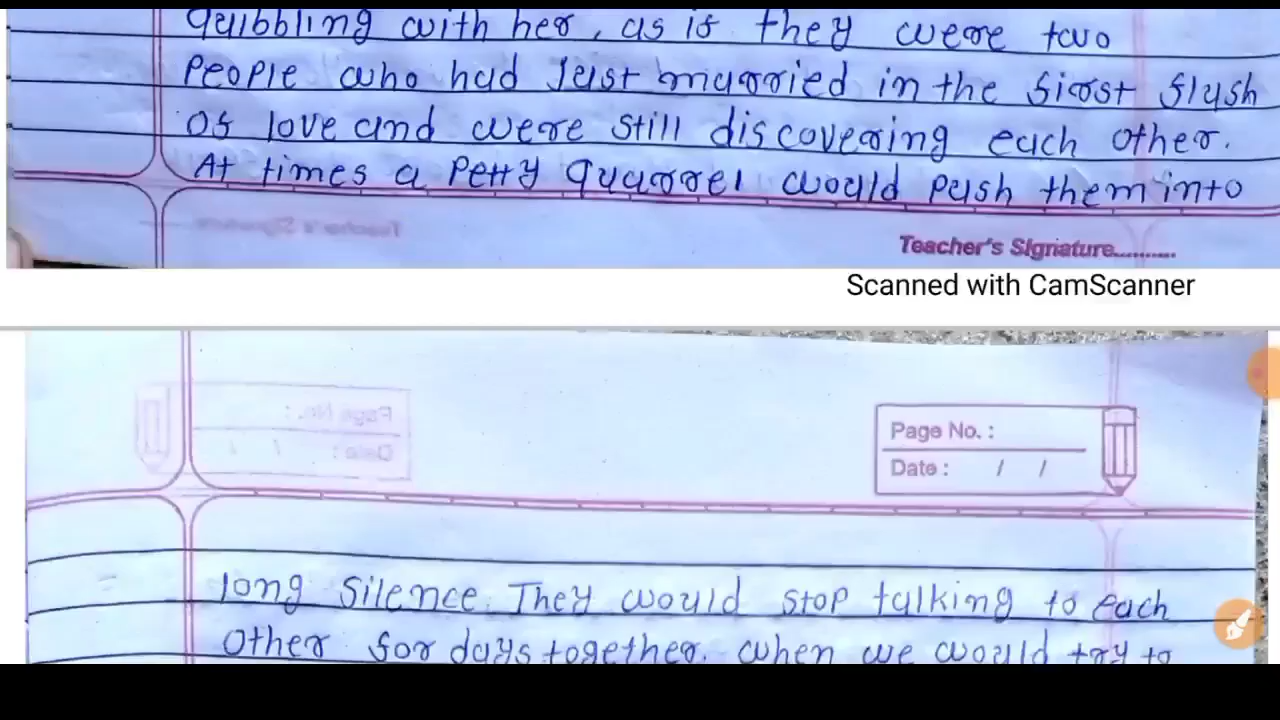 quibbling with her, as if they were two
people who had just married in the first flush
of love and were still discovering each other.
At times a petty quarrel would push them into
Teacher's Signature..........
Scanned with CamScanner
Page No. :
Date : / /
long silence. They would stop talking to each
other for days together. when we would try to